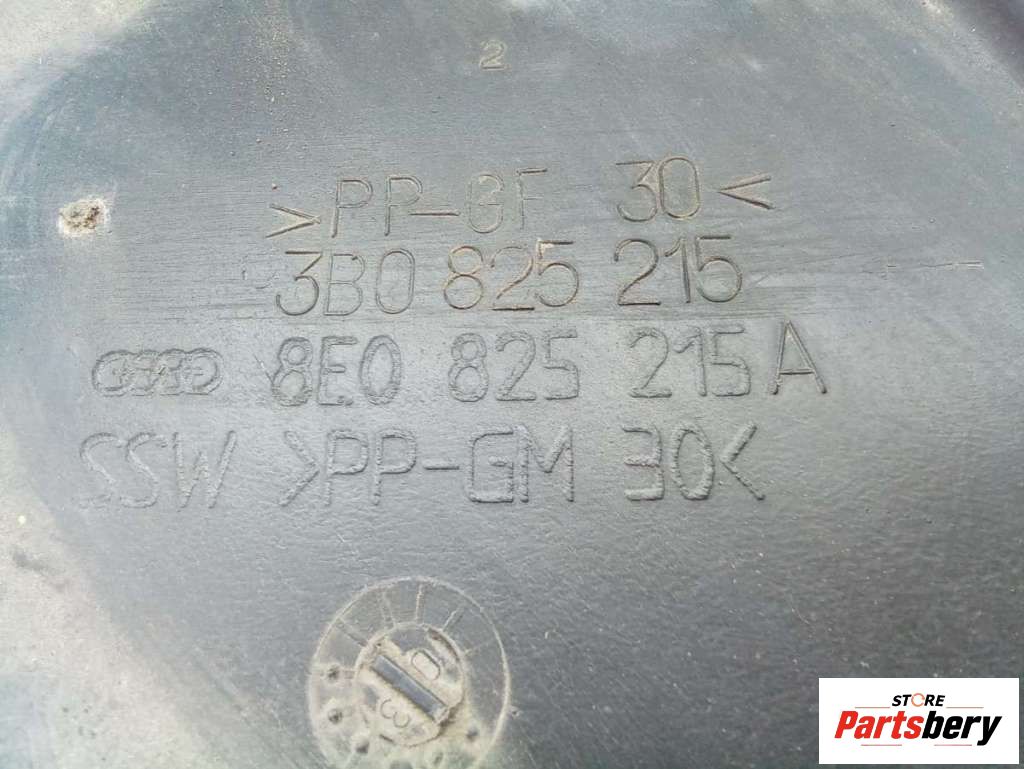 2
>PP-GF 30<
3B0 825 215
8E0 825 215 A
SSW >PP-GM 30<
STORE
Partsbery